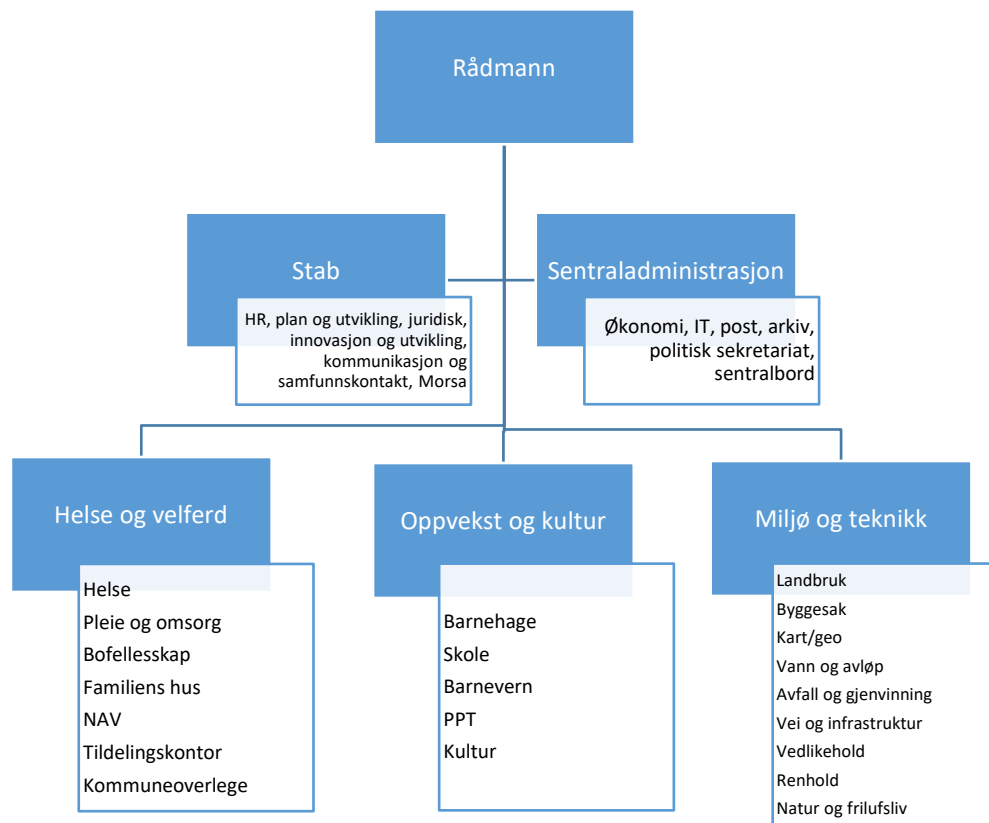 Rådmann
Stab
HR, plan og utvikling, juridisk,
innovasjon og utvikling,
kommunikasjon og
samfunnskontakt, Morsa
Sentraladministrasjon
Økonomi, IT, post, arkiv,
politisk sekretariat,
sentralbord
Helse og velferd
Helse
Pleie og omsorg
Bofellesskap
Familiens hus
NAV
Tildelingskontor
Kommuneoverlege
Oppvekst og kultur
Barnehage
Skole
Barnevern
PPT
Kultur
Miljø og teknikk
Landbruk
Byggesak
Kart/geo
Vann og avløp
Avfall og gjenvinning
Vei og infrastruktur
Vedlikehold
Renhold
Natur og frilufsliv